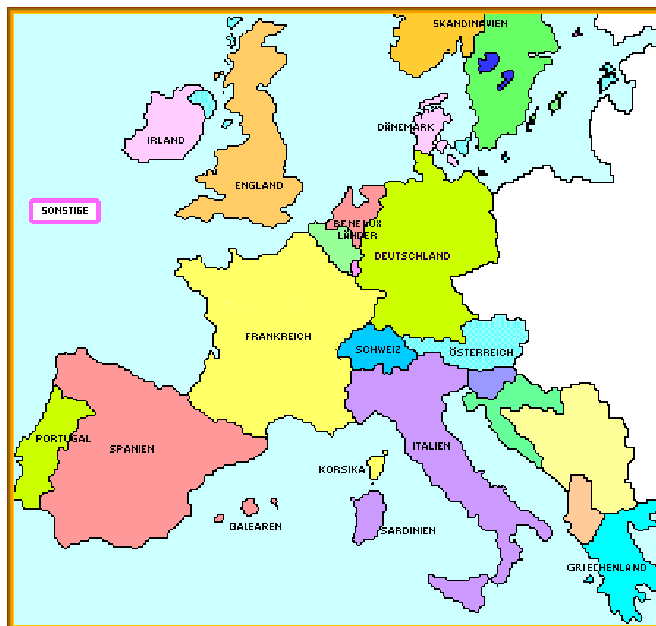 SKANDINAVIEN
DÄNEMARK
IRLAND
ENGLAND
SONSTIGE
BENELUX
LÄNDER
DEUTSCHLAND
FRANKREICH
SCHWEIZ
ÖSTERREICH
PORTUGAL
SPANIEN
ITALIEN
KORSIKA
BALEAREN
SARDINIEN
GRIECHENLAND